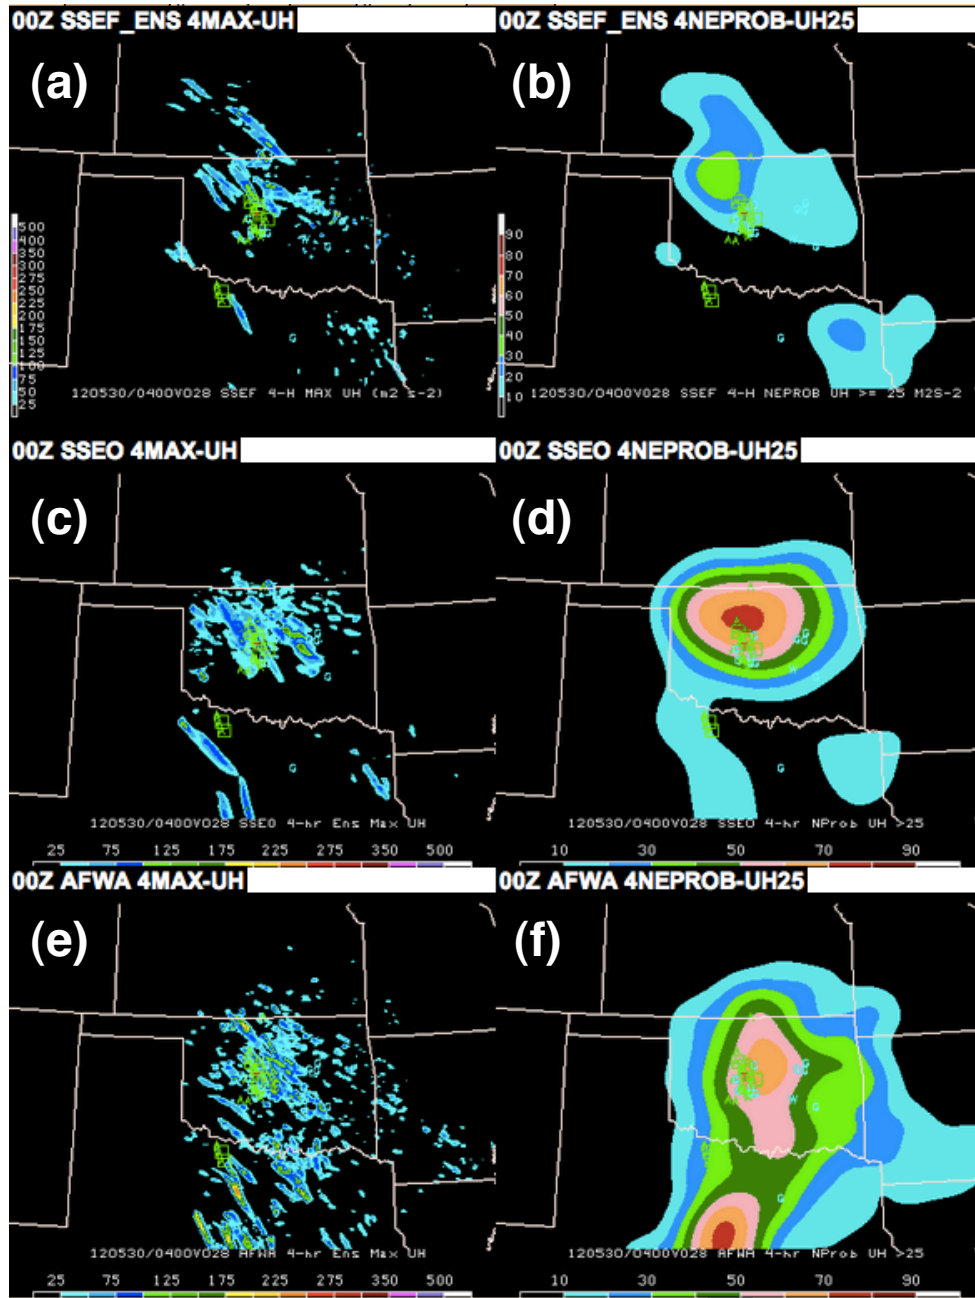 00Z SSEF_ENS 4MAX-UH
00Z SSEF_ENS 4NEPROB-UH25
(a)
(b)
500
400
350
300
250
200
175
150
125
100
75
50
25
90
80
70
60
50
40
30
20
10
120530/0400V028 SSEF 4-H MAX UH (m2 s-2)
120530/0400V028 SSEF 4-H NEPROB UH >= 25 M2S-2
00Z SSEO 4MAX-UH
00Z SSEO 4NEPROB-UH25
(c)
(d)
120530/0400V028 SSEO 4-hr Ens Max UH
120530/0400V028 SSEO 4-hr NProb UH >25
25 75 125 175 225 275 350 500
10 30 50 70 90
00Z AFWA 4MAX-UH
00Z AFWA 4NEPROB-UH25
(e)
(f)
120530/0400V028 AFWA 4-hr Ens Max UH
120530/0400V028 AFWA 4-hr NProb UH >25
25 75 125 175 225 275 350 500
10 30 50 70 90